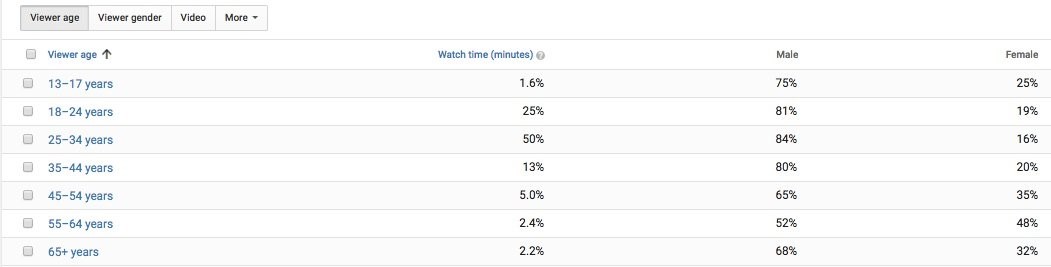 Viewer age Viewer gender Video More
Viewer age ↑ Watch time (minutes) ? Male Female
13–17 years 1.6% 75% 25%
18–24 years 25% 81% 19%
25–34 years 50% 84% 16%
35–44 years 13% 80% 20%
45–54 years 5.0% 65% 35%
55–64 years 2.4% 52% 48%
65+ years 2.2% 68% 32%